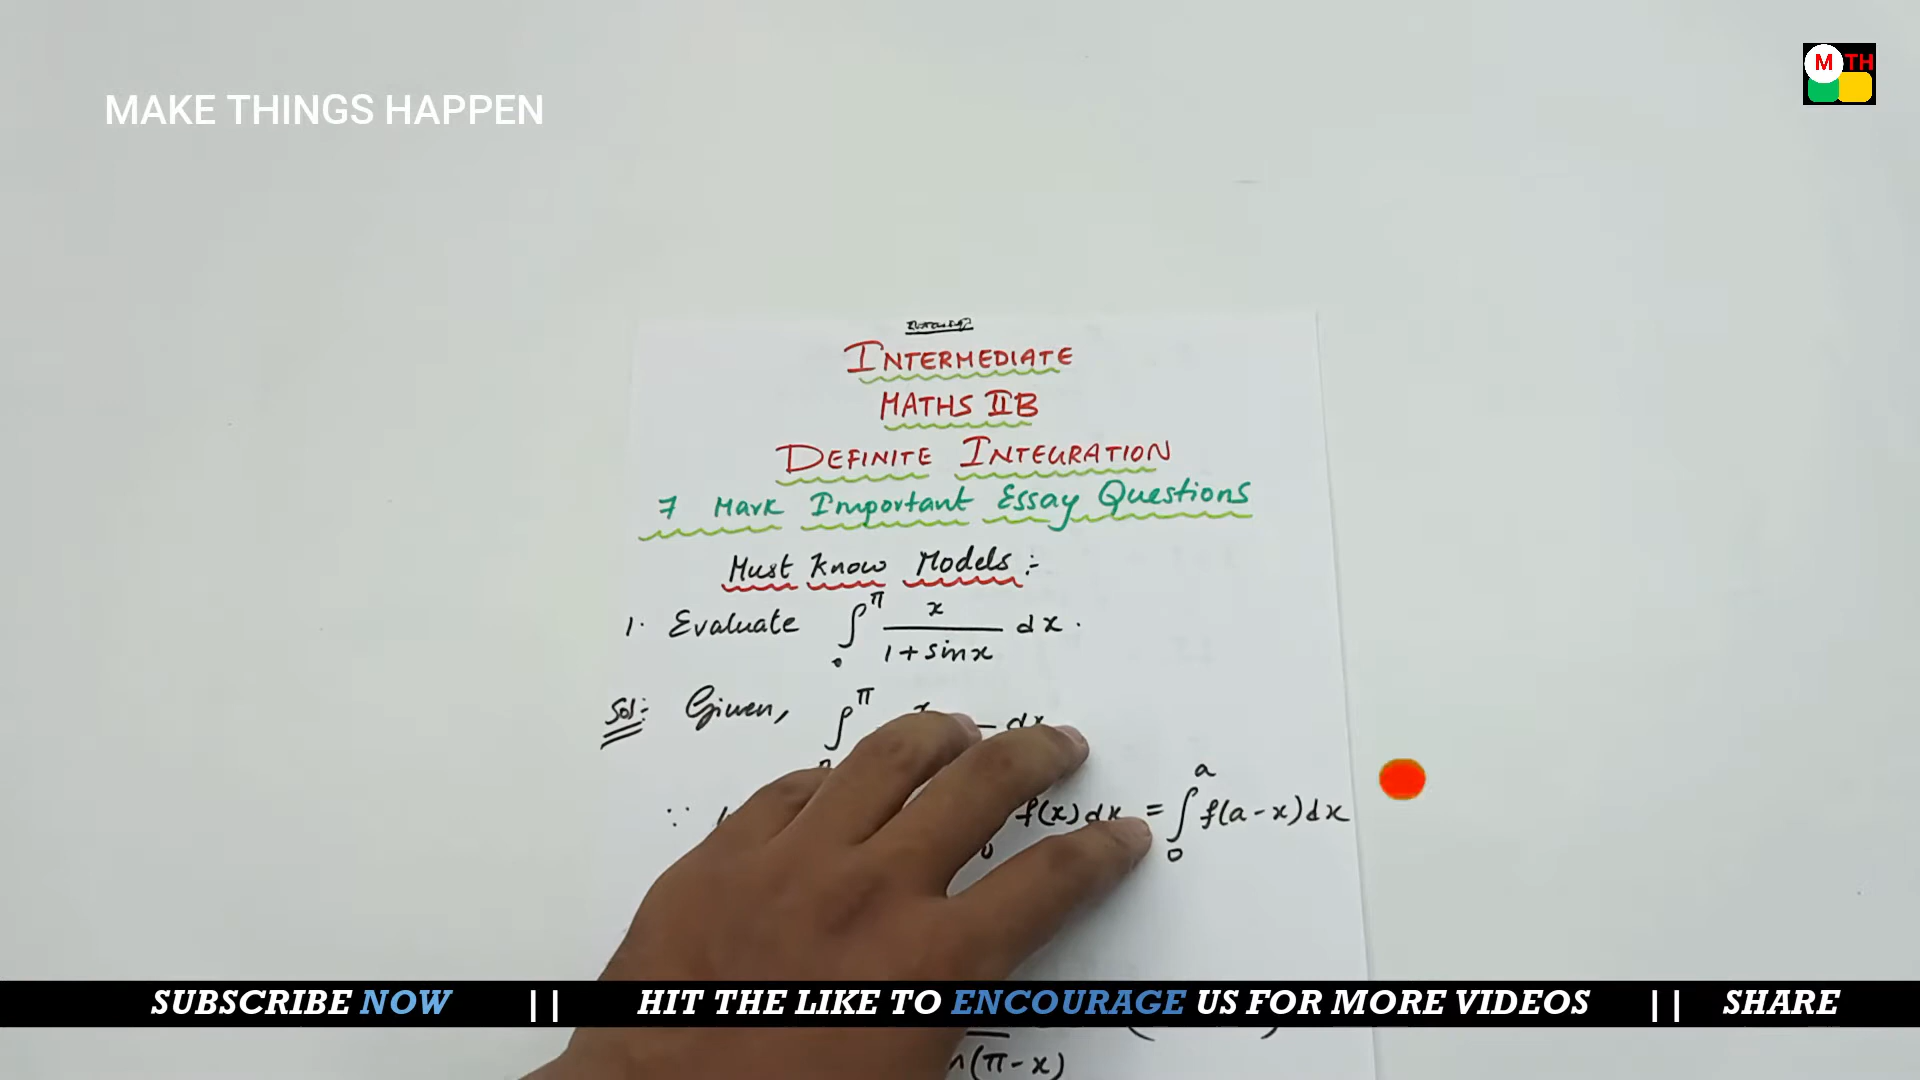 MAKE THINGS HAPPEN
M TH
INTERMEDIATE
MATHS IIB
DEFINITE INTEGRATION
7 Mark Important Essay Questions
Must Know Models :-
1. Evaluate ∫₀^π x/(1+sinx) dx.
Sol:- Given, ∫₀^π x dx
∵ f(x)dx = ∫₀^a f(a-x)dx
SUBSCRIBE NOW || HIT THE LIKE TO ENCOURAGE US FOR MORE VIDEOS || SHARE
(π-x)